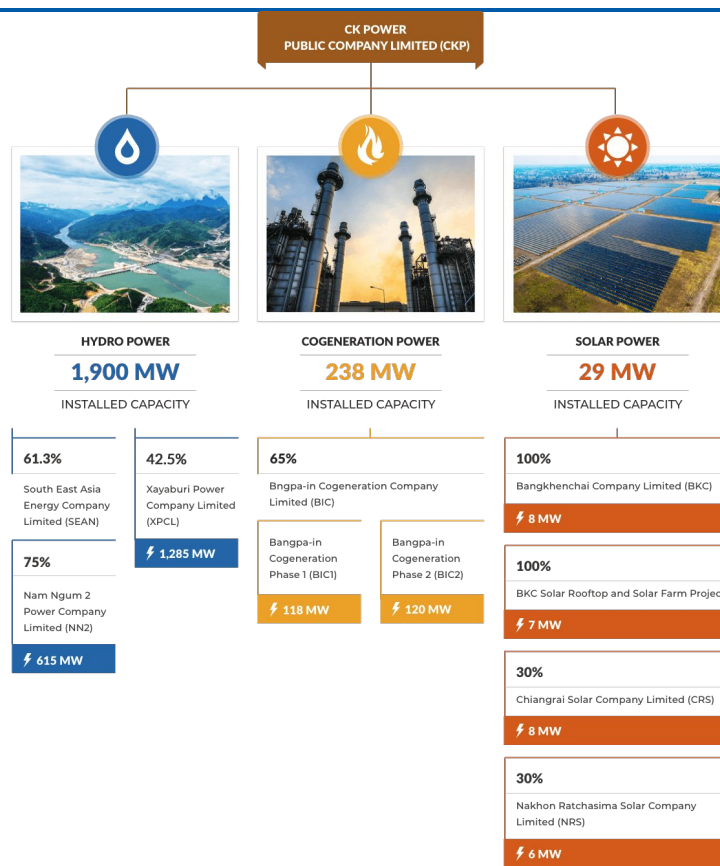 CK POWER
PUBLIC COMPANY LIMITED (CKP)
HYDRO POWER
1,900 MW
INSTALLED CAPACITY
61.3%
South East Asia
Energy Company
Limited (SEAN)
75%
Nam Ngum 2
Power Company
Limited (NN2)
615 MW
42.5%
Xayaburi Power
Company Limited
(XPCL)
1,285 MW
COGENERATION POWER
238 MW
INSTALLED CAPACITY
65%
Bngpa-in Cogeneration Company
Limited (BIC)
Bangpa-in
Cogeneration
Phase 1 (BIC1)
118 MW
Bangpa-in
Cogeneration
Phase 2 (BIC2)
120 MW
SOLAR POWER
29 MW
INSTALLED CAPACITY
100%
Bangkhenchai Company Limited (BKC)
8 MW
100%
BKC Solar Rooftop and Solar Farm Projec
7 MW
30%
Chiangrai Solar Company Limited (CRS)
8 MW
30%
Nakhon Ratchasima Solar Company
Limited (NRS)
6 MW